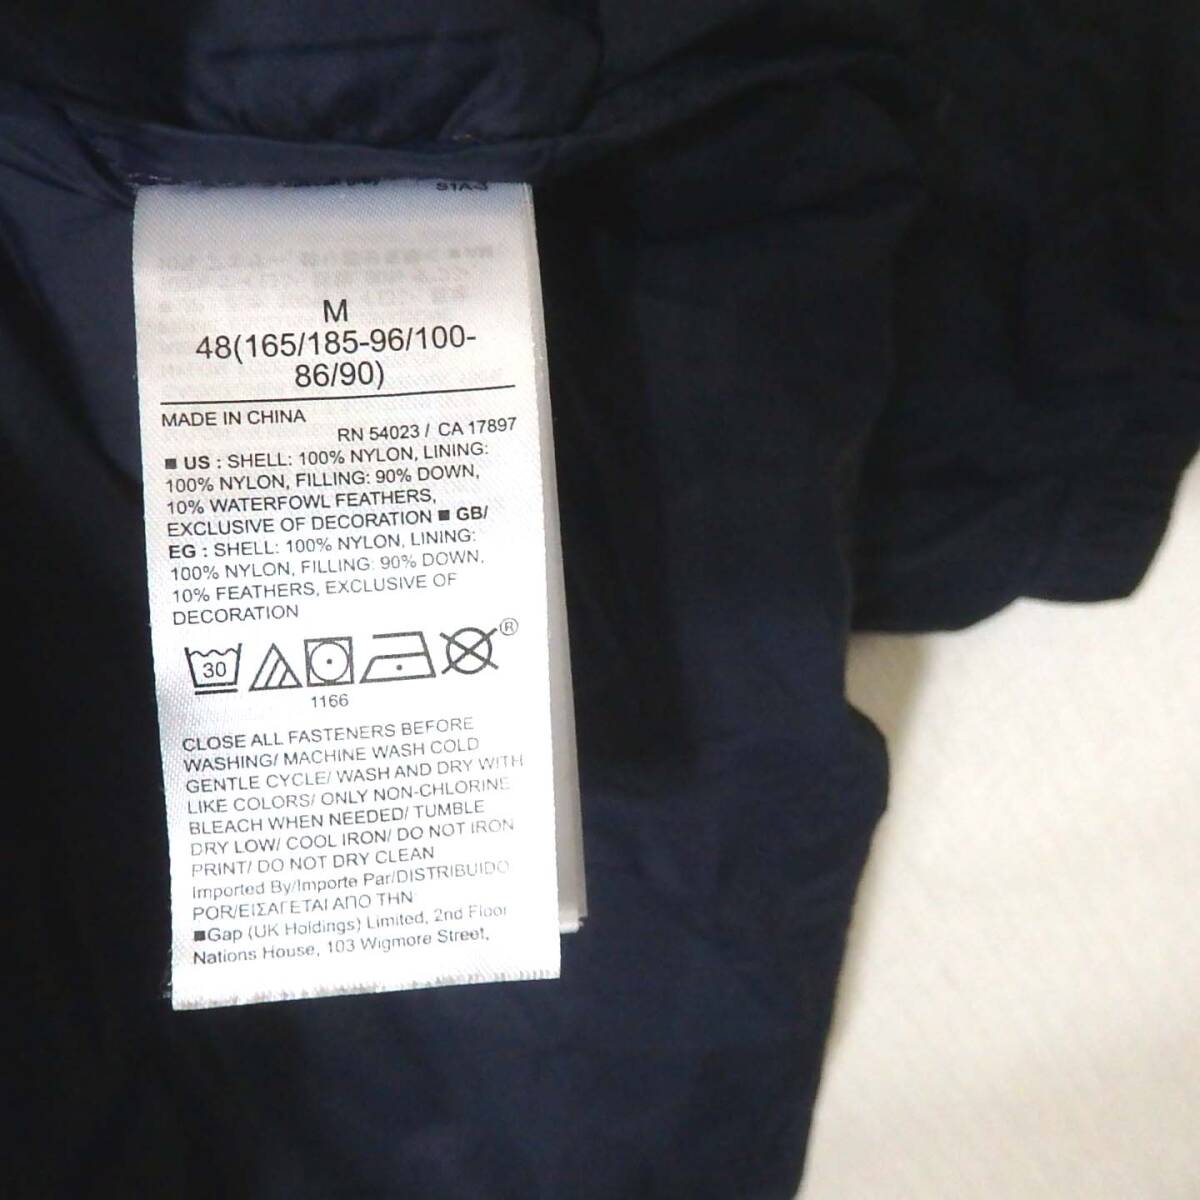 M
48(165/185-96/100-
86/90)
MADE IN CHINA
RN 54023 / CA 17897
■ US : SHELL: 100% NYLON, LINING:
100% NYLON, FILLING: 90% DOWN,
10% WATERFOWL FEATHERS,
EXCLUSIVE OF DECORATION ■ GB/
EG : SHELL: 100% NYLON, LINING:
100% NYLON, FILLING: 90% DOWN,
10% FEATHERS, EXCLUSIVE OF
DECORATION
30
®
1166
CLOSE ALL FASTENERS BEFORE
WASHING/ MACHINE WASH COLD
GENTLE CYCLE/ WASH AND DRY WITH
LIKE COLORS/ ONLY NON-CHLORINE
BLEACH WHEN NEEDED/ TUMBLE
DRY LOW/ COOL IRON/ DO NOT IRON
PRINT/ DO NOT DRY CLEAN
Imported By/Importe Par/DISTRIBUIDO
POR/ΕΙΣΑΓΕΤΑΙ ΑΠΟ ΤΗΝ:
■Gap (UK Holdings) Limited, 2nd Floor
Nations House, 103 Wigmore Street,